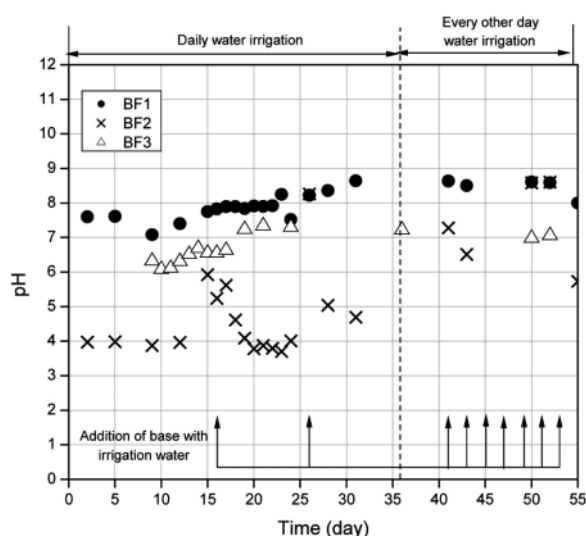 Daily water irrigation
Every other day
water irrigation
12
11
10
9
8
7
6
5
4
3
2
1
0
pH
BF1
BF2
BF3
Addition of base with
irrigation water
0 5 10 15 20 25 30 35 40 45 50 55
Time (day)